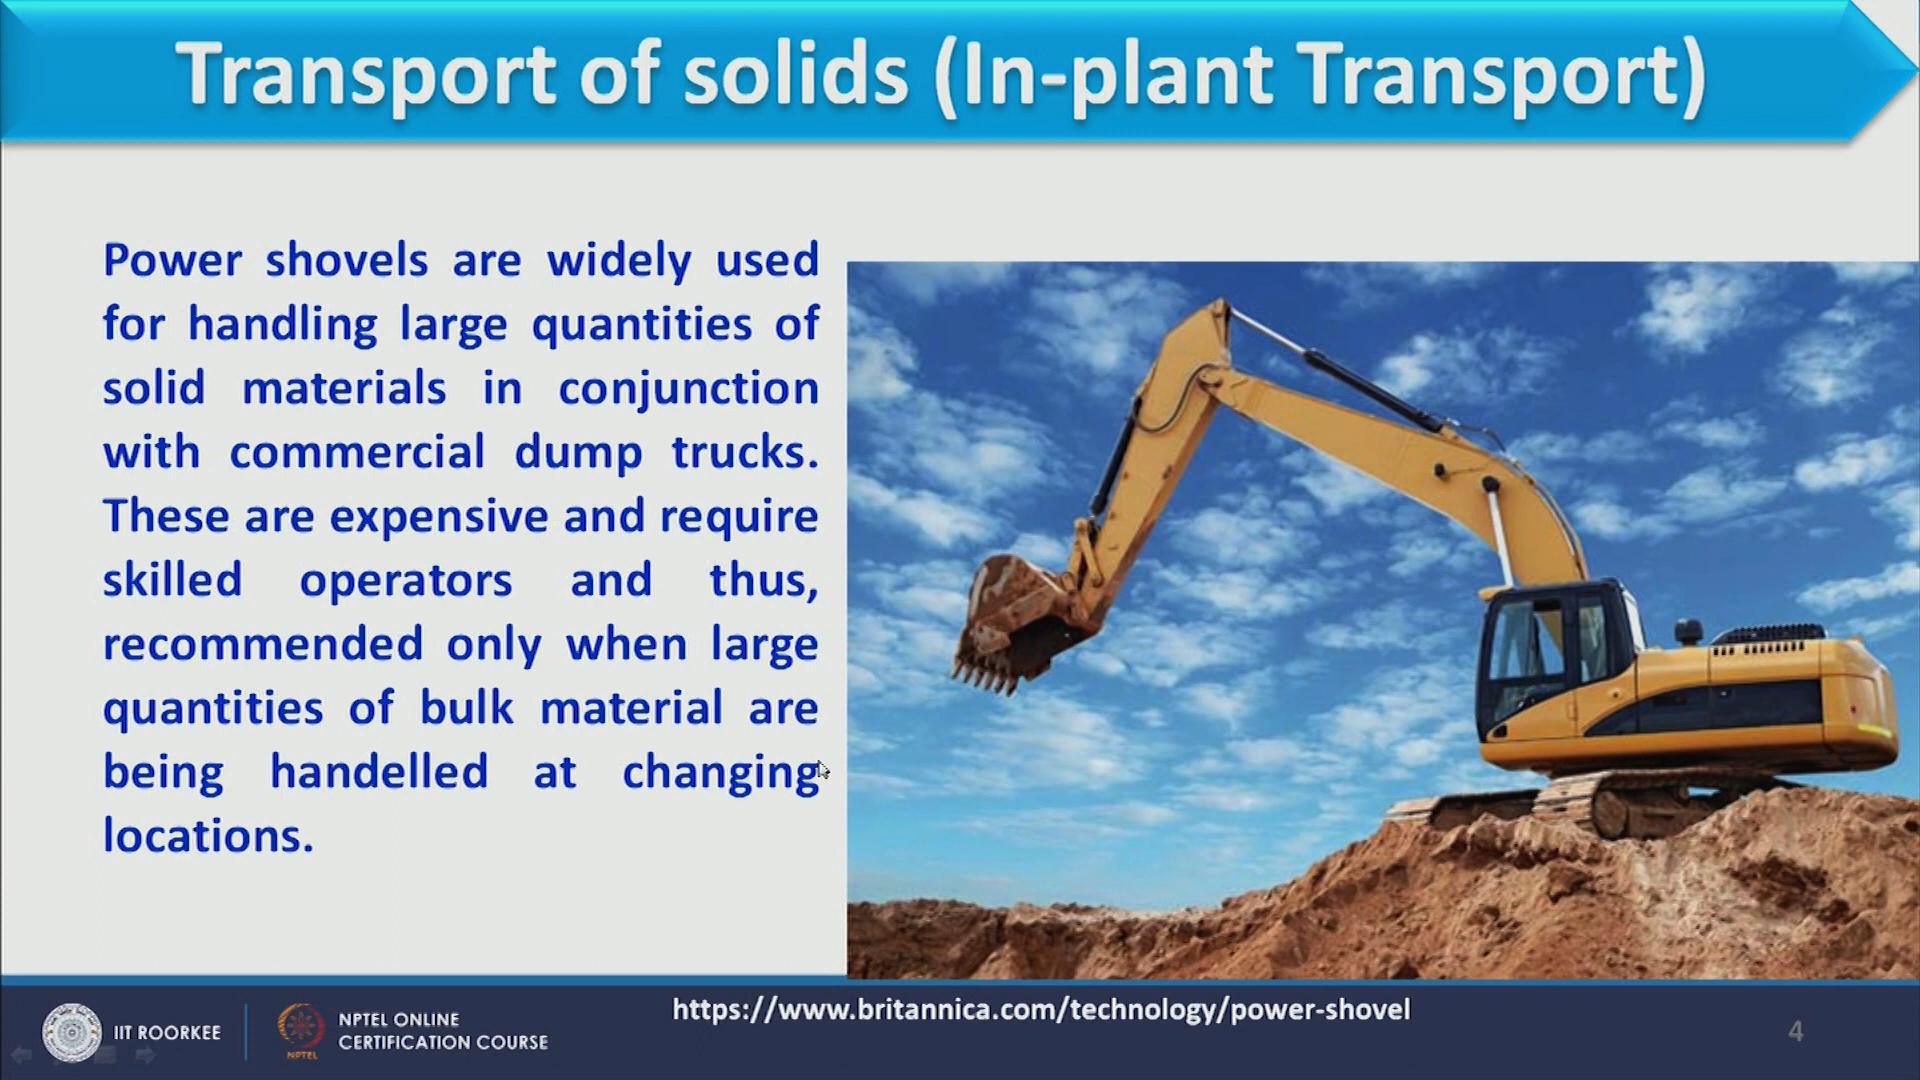 Transport of solids (In-plant Transport)
Power shovels are widely used
for handling large quantities of
solid materials in conjunction
with commercial dump trucks.
These are expensive and require
skilled operators and thus,
recommended only when large
quantities of bulk material are
being handelled at changing
locations.
https://www.britannica.com/technology/power-shovel
IIT ROORKEE
NPTEL
NPTEL ONLINE
CERTIFICATION COURSE
4